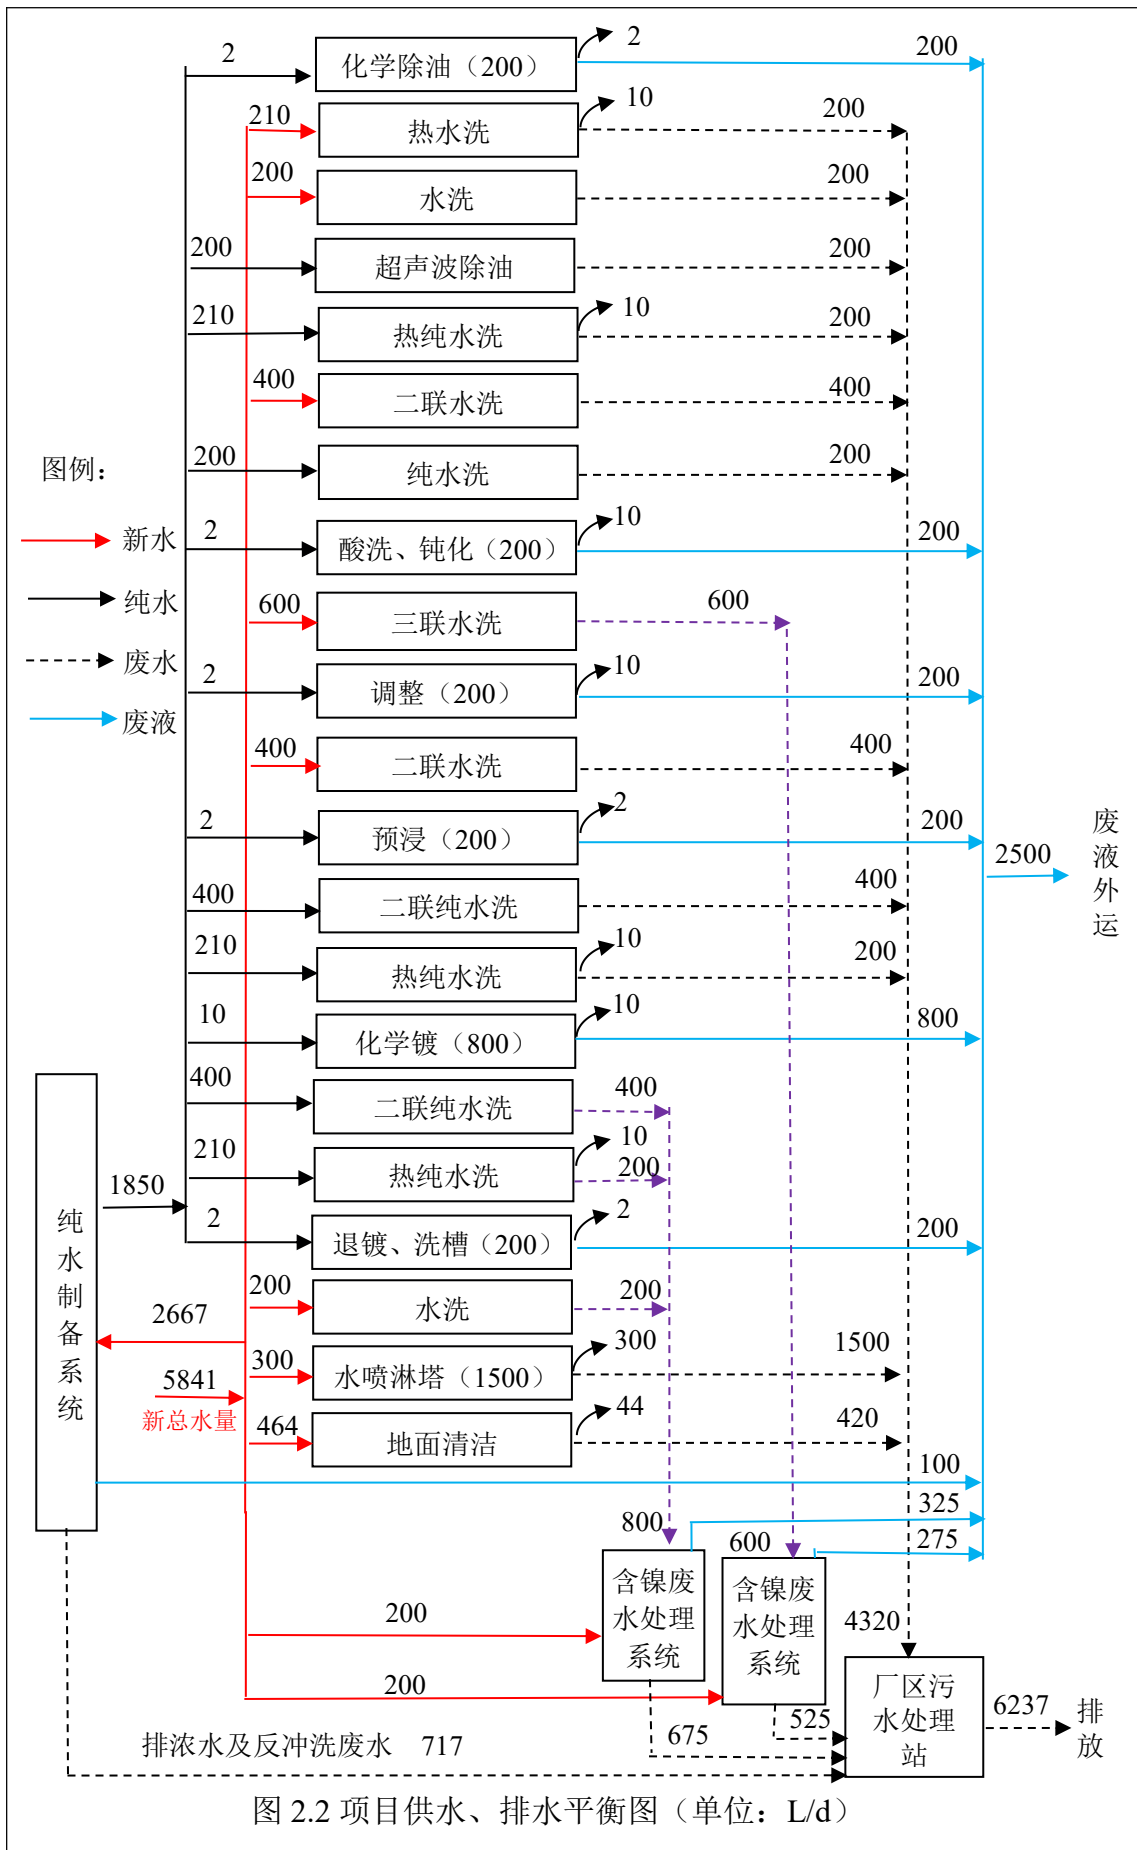 2 化学除油（200） 2 200
210 热水洗 10 200
200 水洗 200
200 超声波除油 200
210 热纯水洗 10 200
400 二联水洗 400
200 纯水洗 200
图例：
新水
纯水
废水
废液
2 酸洗、钝化（200） 10 200
600 三联水洗 600
2 调整（200） 10 200
400 二联水洗 400
2 预浸（200） 2 200
2500
废液外运
400 二联纯水洗 400
210 热纯水洗 10 200
10 化学镀（800） 10 800
400 二联纯水洗 400
210 热纯水洗 10 200
1850
纯水制备系统
2 退镀、洗槽（200） 2 200
200 水洗 200
2667
300 水喷淋塔（1500） 300 1500
5841
新总水量
464 地面清洁 44 420
100
325
800
600
275
含镍废
水处理
系统
含镍废
水处理
系统
200
200
4320
厂区污
水处理
站
6237
排放
525
675
排浓水及反冲洗废水 717
图 2.2 项目供水、排水平衡图（单位：L/d）